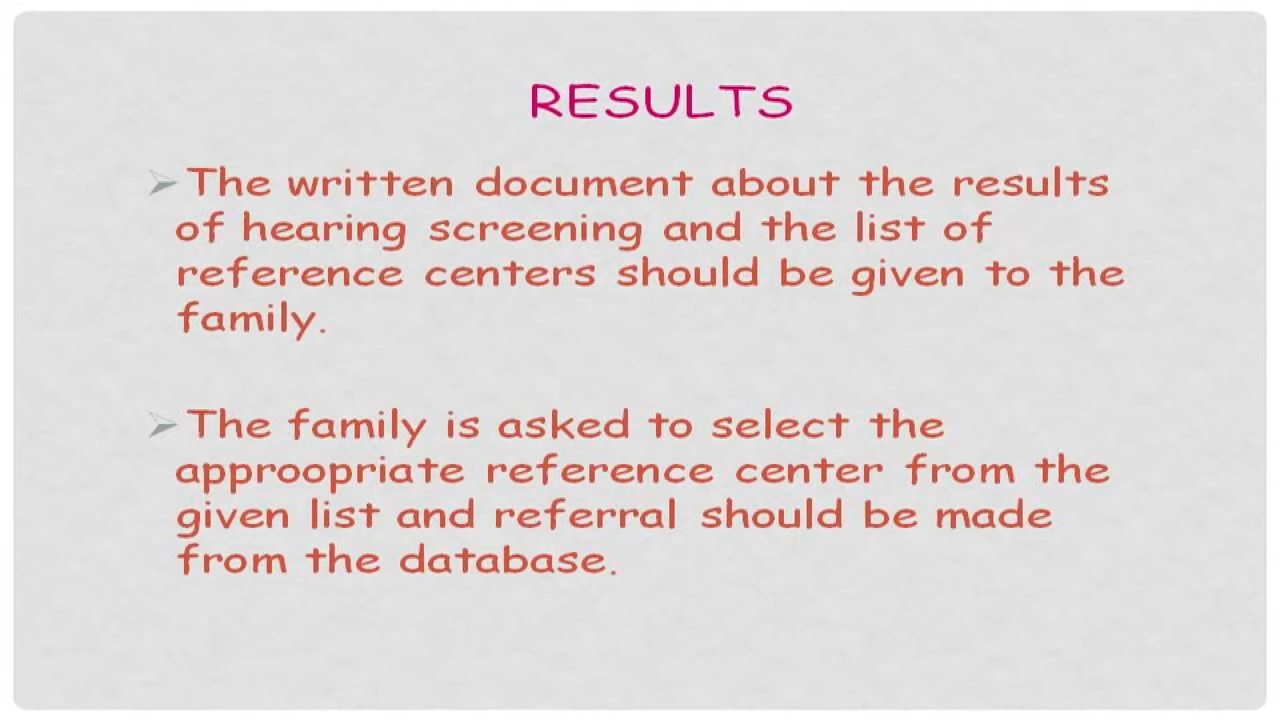 RESULTS
The written document about the results
of hearing screening and the list of
reference centers should be given to the
family.
The family is asked to select the
approopriate reference center from the
given list and referral should be made
from the database.